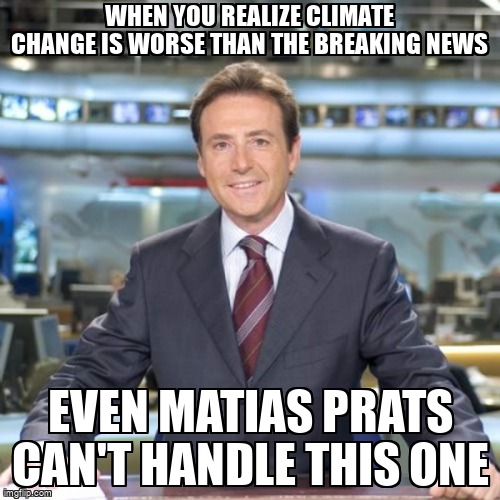 WHEN YOU REALIZE CLIMATE
CHANGE IS WORSE THAN THE BREAKING NEWS
EVEN MATIAS PRATS
CAN'T HANDLE THIS ONE
imgflip.com